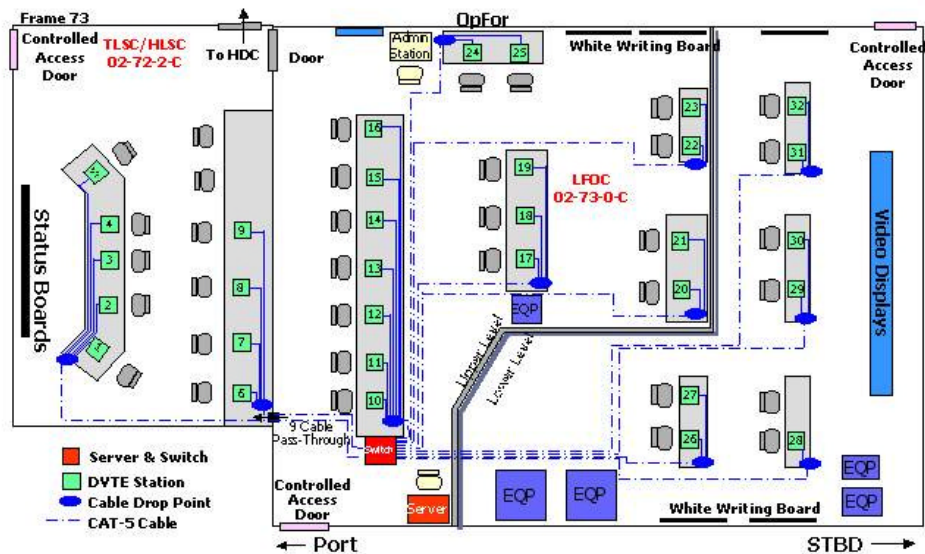 Frame 73
OpFor
Controlled
Access
Door
TLSC/HLSC
02-72-2-C
To HDC
Door
Admin
Station
24
25
White Writing Board
Controlled
Access
Door
16
15
14
13
12
11
10
9
8
7
6
4
3
2
19
18
17
LFOC
02-73-0-C
23
22
21
20
32
31
30
29
27
26
28
EQP
Status Boards
Video Displays
Upper Level
Lower Level
9 Cable
Pass-Through
Switch
Server & Switch
DVTE Station
Cable Drop Point
CAT-5 Cable
Controlled
Access
Door
Server
EQP
EQP
EQP
EQP
White Writing Board
Port
STBD